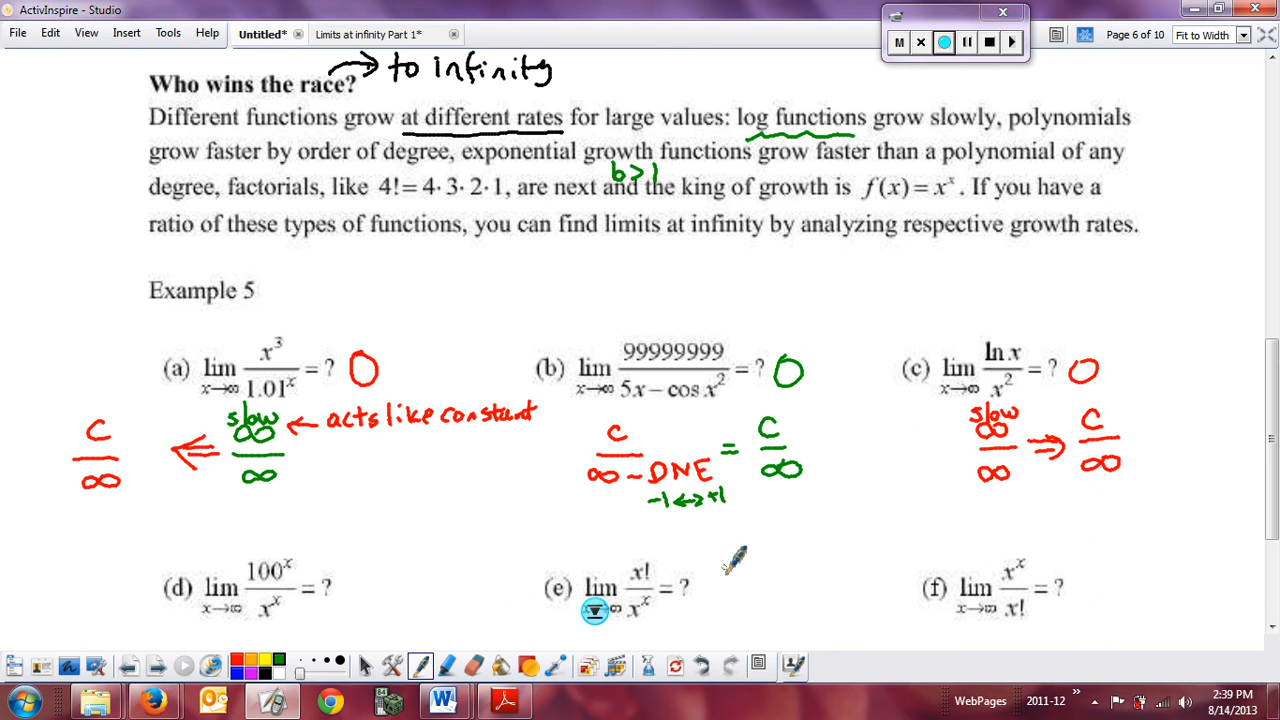 ActivInspire - Studio
File Edit View Insert Tools Help
Untitled* Limits at infinity Part 1*
M
Page 6 of 10 Fit to Width
Who wins the race? to infinity
Different functions grow at different rates for large values: log functions grow slowly, polynomials
grow faster by order of degree, exponential growth functions grow faster than a polynomial of any
b>1
degree, factorials, like 4! = 4·3·2·1, are next and the king of growth is f(x) = x^x. If you have a
ratio of these types of functions, you can find limits at infinity by analyzing respective growth rates.
Example 5
(a) lim x→∞ x^3/1.01^x = ? 0
(b) lim x→∞ 99999999/(5x − cos x^2) = ? 0
(c) lim x→∞ ln x/x^2 = ? 0
C/∞ ⇐ slow ∞/∞ ← acts like constant
C/(∞ ~ DNE) = C/∞
-1 ↔ +1
slow ∞/∞ ⇒ C/∞
(d) lim x→∞ 100^x/x^x = ?
(e) lim x→∞ x!/x^x = ?
(f) lim x→∞ x^x/x! = ?
WebPages 2011-12 »
2:39 PM
8/14/2013